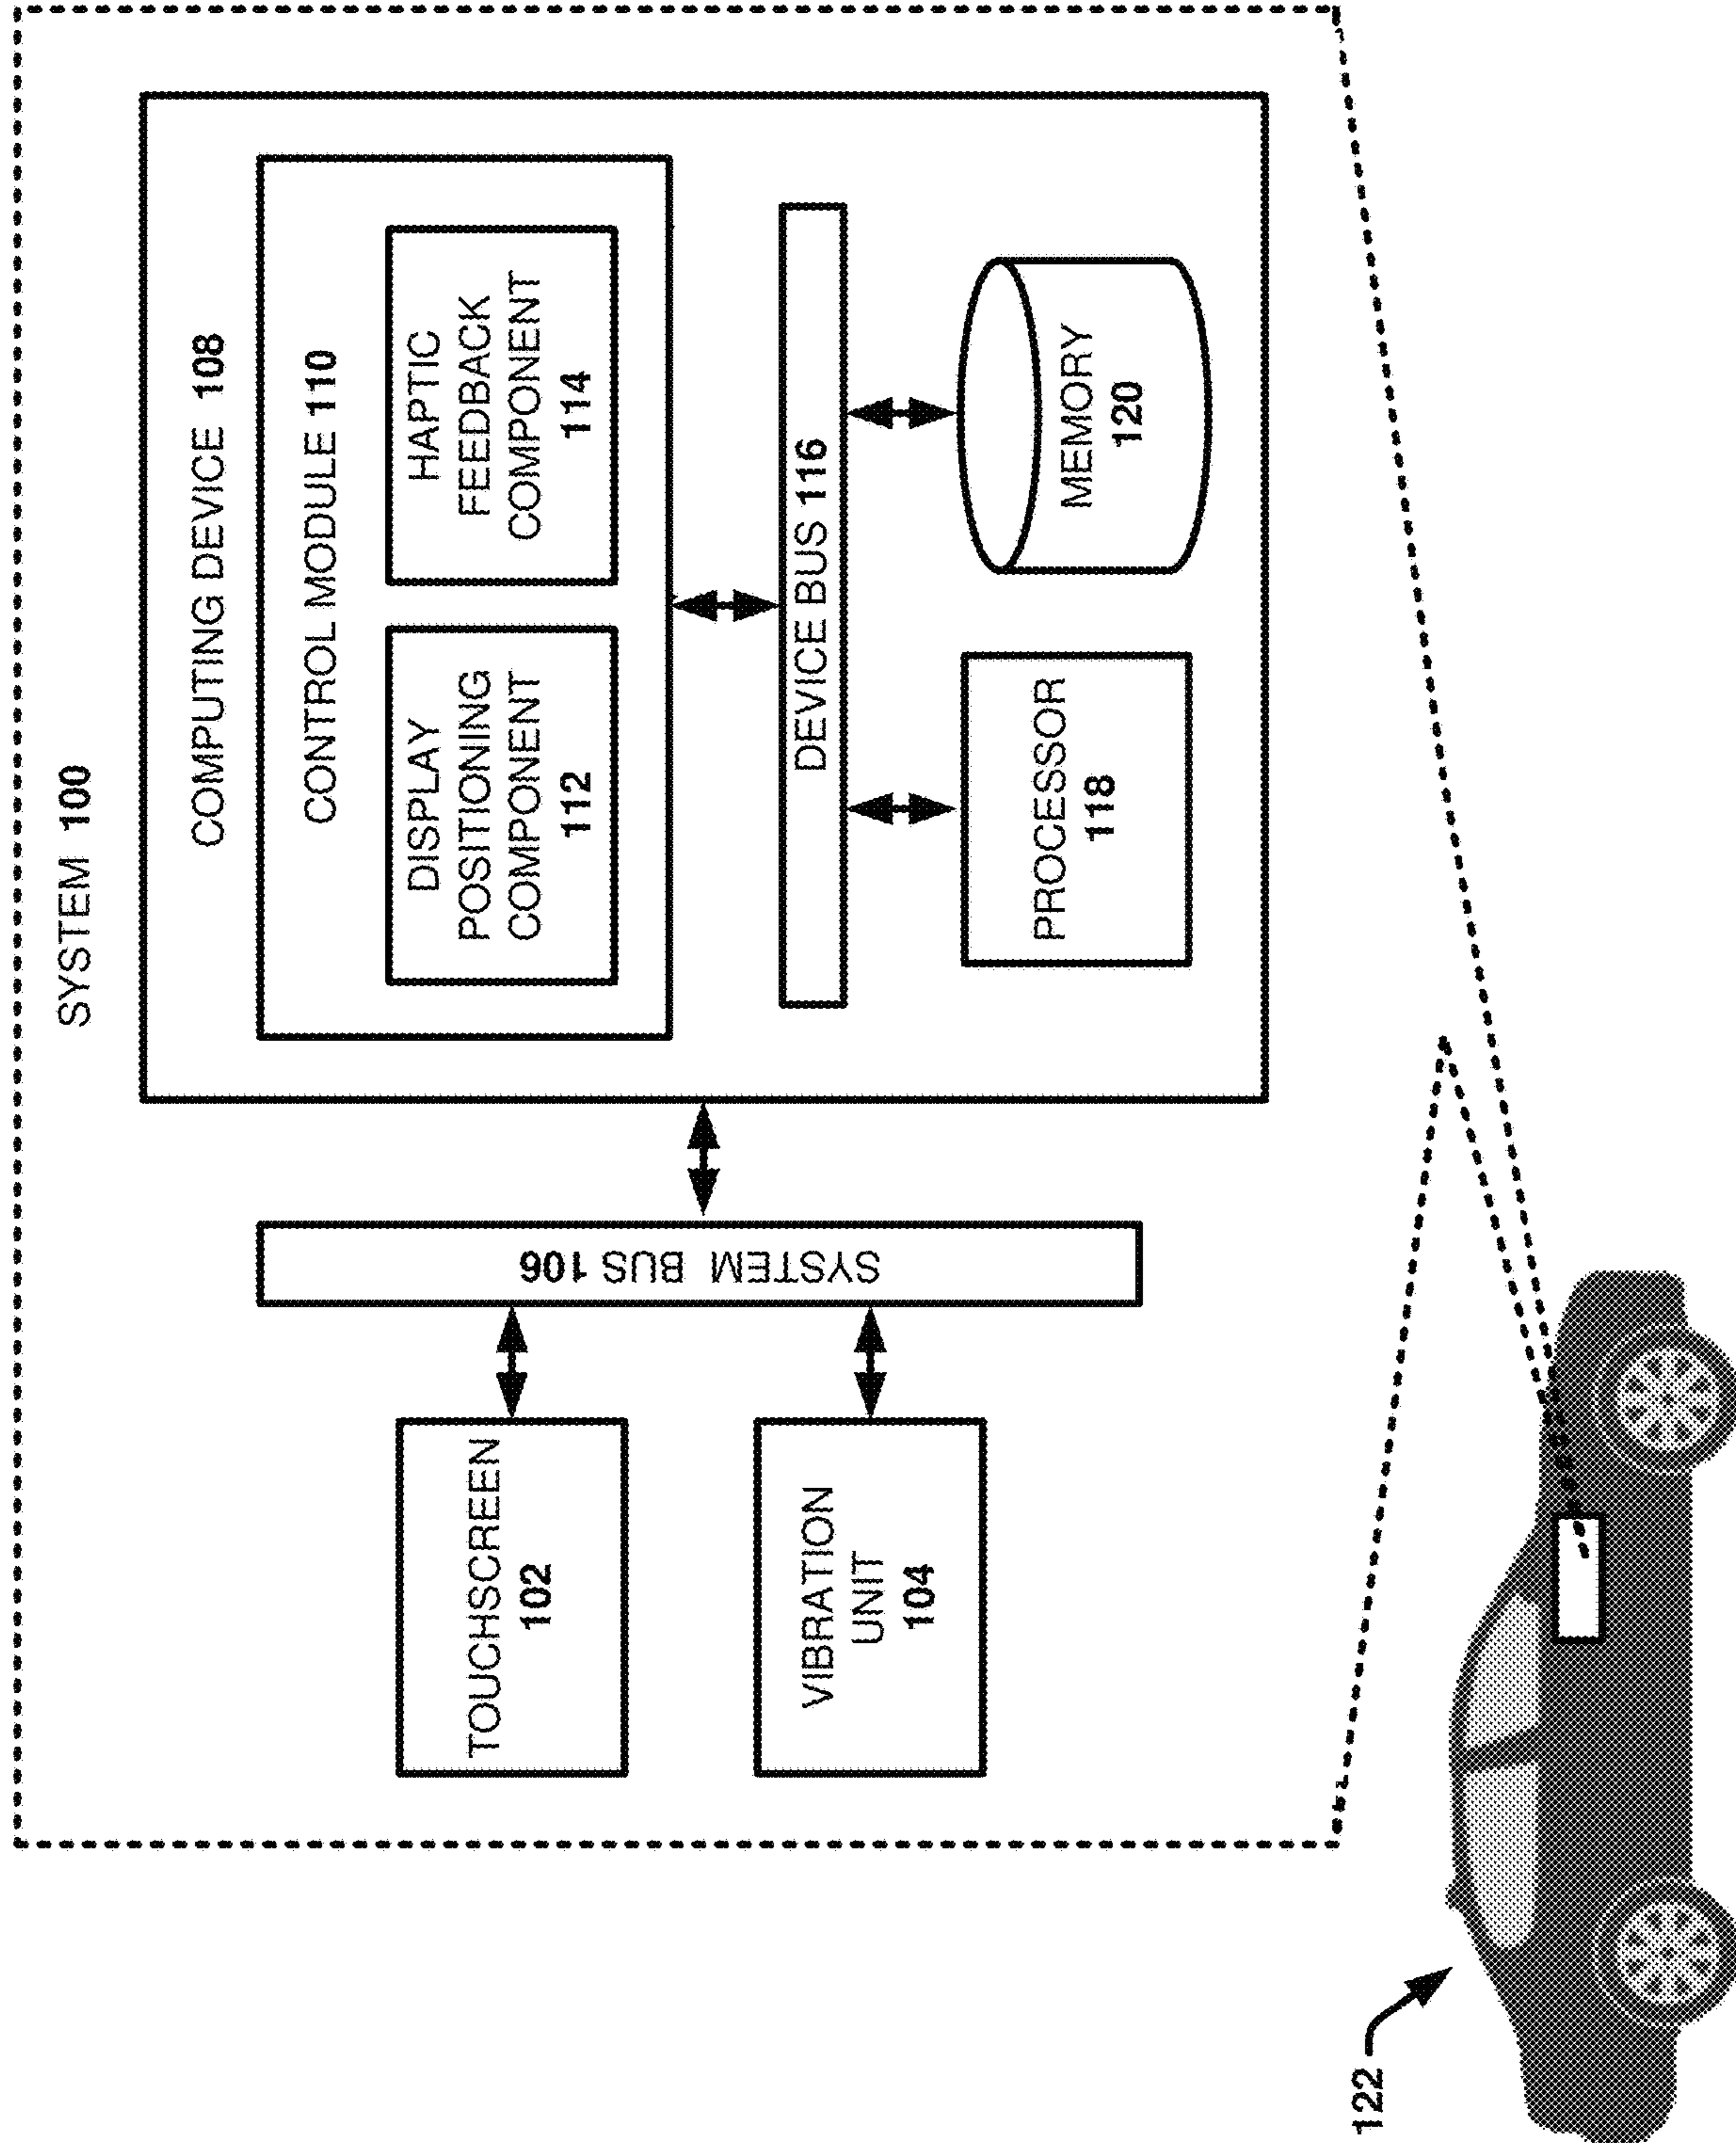 SYSTEM 100
COMPUTING DEVICE 108
CONTROL MODULE 110
DISPLAY
POSITIONING
COMPONENT
112
HAPTIC
FEEDBACK
COMPONENT
114
TOUCHSCREEN
102
SYSTEM BUS 106
DEVICE BUS 116
VIBRATION
UNIT
104
PROCESSOR
118
MEMORY
120
122